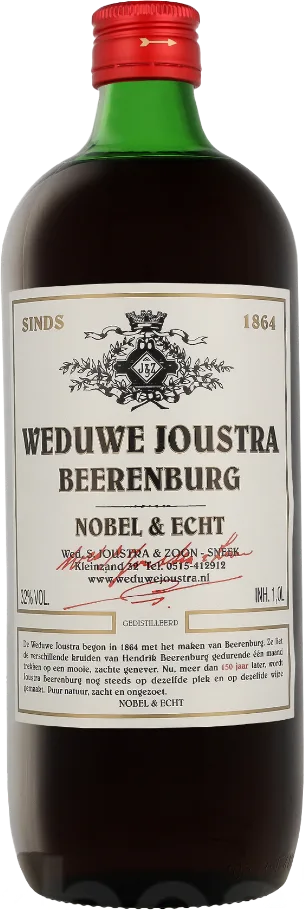 SINDS 1864
J&Z
WEDUWE JOUSTRA
BEERENBURG
NOBEL & ECHT
Wed. S. JOUSTRA & ZOON - SNEEK
Kleinzand 32 Tel. 0515-412912
www.weduwejoustra.nl
32% VOL. INH. 1,0L
GEDISTILLEERD
De Weduwe Joustra begon in 1864 met het maken van Beerenburg. Ze liet
de verschillende kruiden van Hendrik Beerenburg gedurende één maand
trekken op een mooie, zachte genever. Nu, meer dan 150 jaar later, wordt
Joustra Beerenburg nog steeds op dezelfde plek en op dezelfde wijze
gemaakt. Puur natuur, zacht en ongezoet.
NOBEL & ECHT